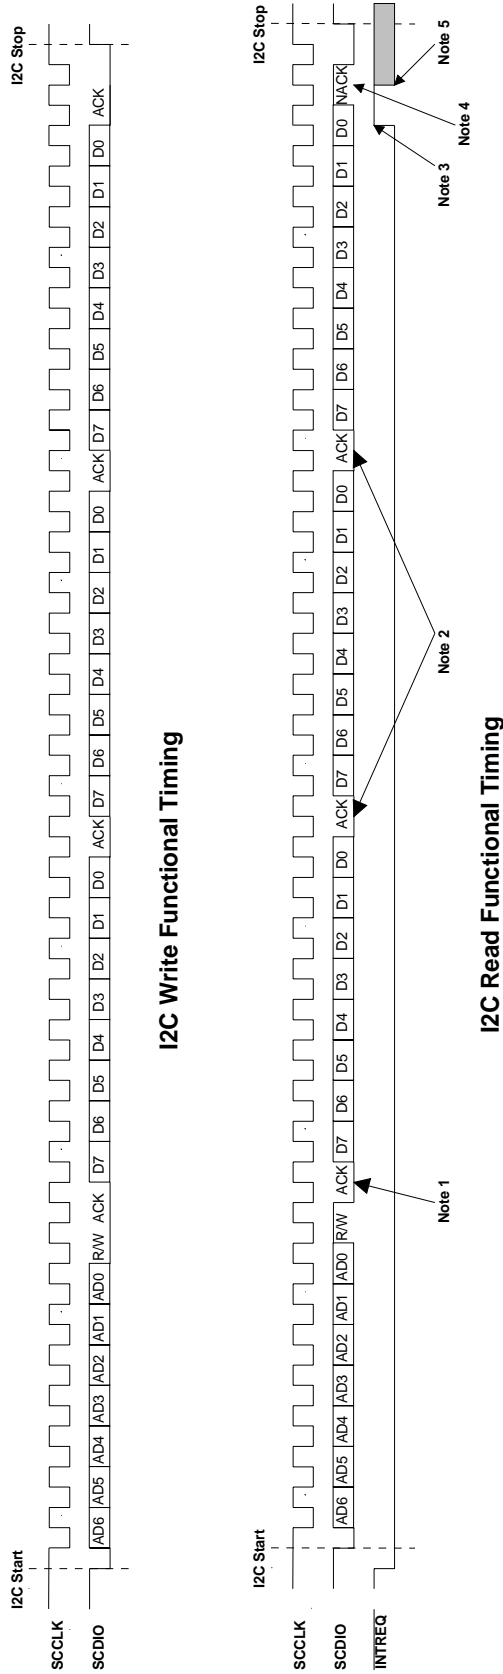 I2C Start I2C Stop
SCCLK
SCDIO AD6 AD5 AD4 AD3 AD2 AD1 AD0 R/W ACK D7 D6 D5 D4 D3 D2 D1 D0 ACK D7 D6 D5 D4 D3 D2 D1 D0 ACK D7 D6 D5 D4 D3 D2 D1 D0 ACK
I2C Write Functional Timing
I2C Start I2C Stop
SCCLK
SCDIO AD6 AD5 AD4 AD3 AD2 AD1 AD0 R/W ACK D7 D6 D5 D4 D3 D2 D1 D0 ACK D7 D6 D5 D4 D3 D2 D1 D0 ACK D7 D6 D5 D4 D3 D2 D1 D0 NACK
INTREQ
Note 1 Note 2 Note 3 Note 4 Note 5
I2C Read Functional Timing